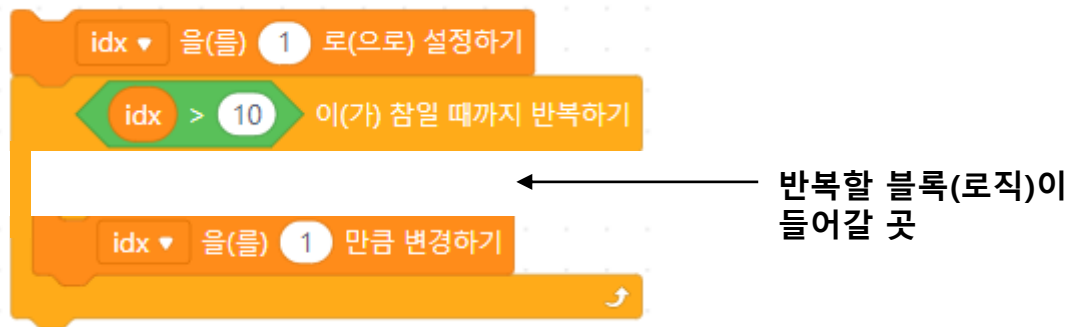 idx 을(를) 1 로(으로) 설정하기
idx > 10 이(가) 참일 때까지 반복하기
반복할 블록(로직)이
들어갈 곳
idx 을(를) 1 만큼 변경하기